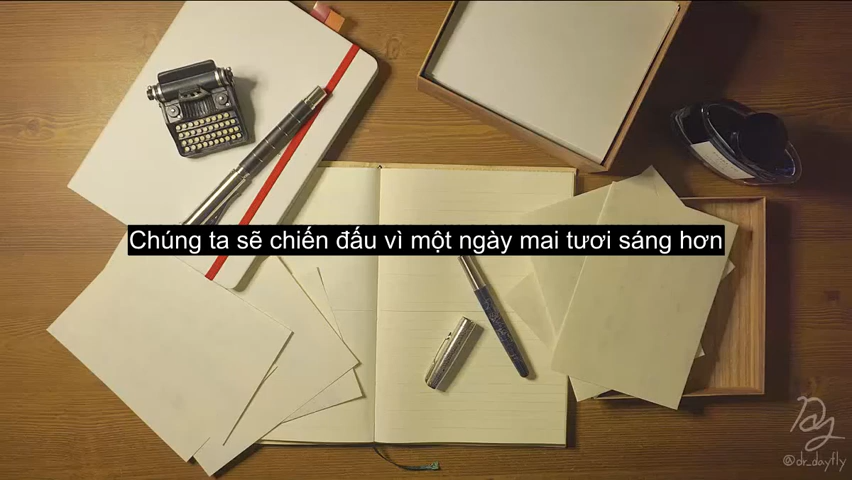 Chúng ta sẽ chiến đấu vì một ngày mai tươi sáng hơn
@dr_dayfly